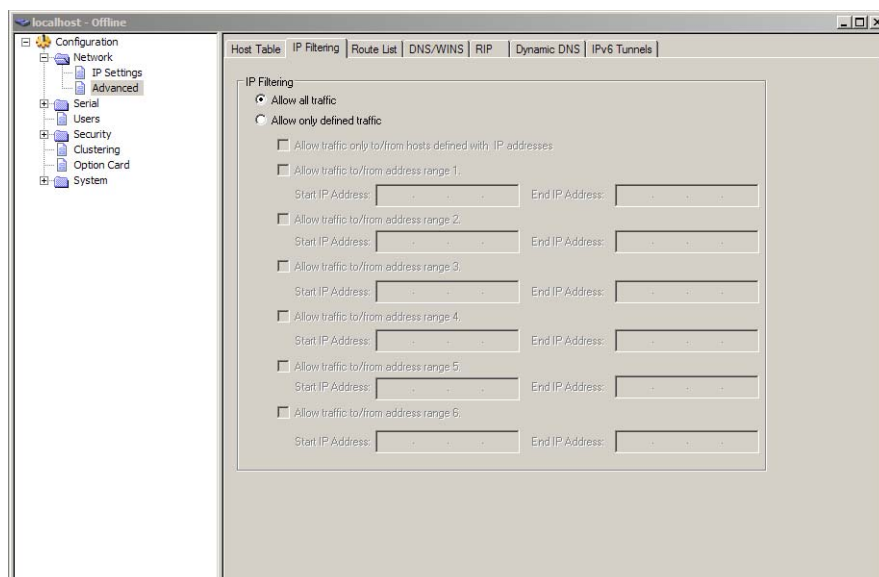 localhost - Offline
Configuration
Network
IP Settings
Advanced
Serial
Users
Security
Clustering
Option Card
System
Host Table
IP Filtering
Route List
DNS/WINS
RIP
Dynamic DNS
IPv6 Tunnels
IP Filtering
Allow all traffic
Allow only defined traffic
Allow traffic only to/from hosts defined with IP addresses
Allow traffic to/from address range 1.
Start IP Address: . . . End IP Address: . . .
Allow traffic to/from address range 2.
Start IP Address: . . . End IP Address: . . .
Allow traffic to/from address range 3.
Start IP Address: . . . End IP Address: . . .
Allow traffic to/from address range 4.
Start IP Address: . . . End IP Address: . . .
Allow traffic to/from address range 5.
Start IP Address: . . . End IP Address: . . .
Allow traffic to/from address range 6.
Start IP Address: . . . End IP Address: . . .